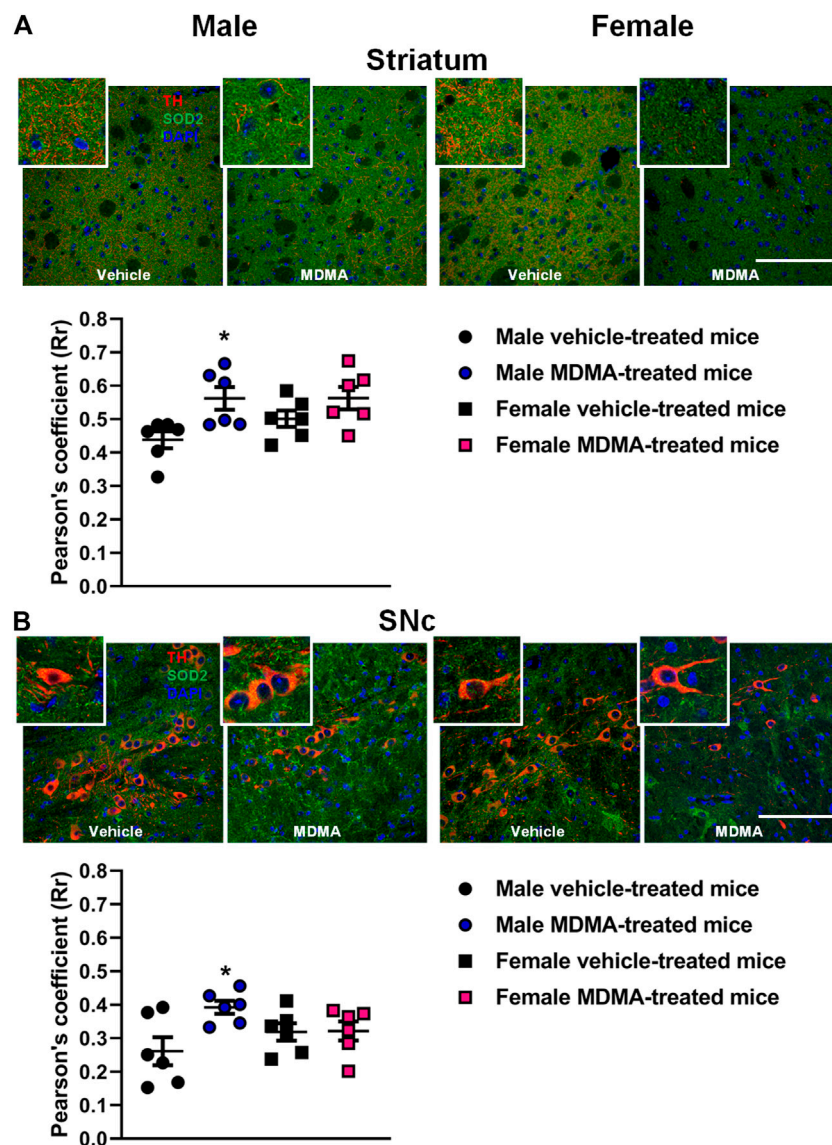 A
Male
Female
Striatum
TH
SOD2
DAPI
Vehicle
MDMA
Vehicle
MDMA
Pearson's coefficient (Rr)
0.8
0.7
0.6
0.5
0.4
0.3
0.2
0.1
0.0
*
Male vehicle-treated mice
Male MDMA-treated mice
Female vehicle-treated mice
Female MDMA-treated mice
B
SNc
TH
SOD2
DAPI
Vehicle
MDMA
Vehicle
MDMA
Pearson's coefficient (Rr)
0.8
0.7
0.6
0.5
0.4
0.3
0.2
0.1
0.0
*
Male vehicle-treated mice
Male MDMA-treated mice
Female vehicle-treated mice
Female MDMA-treated mice